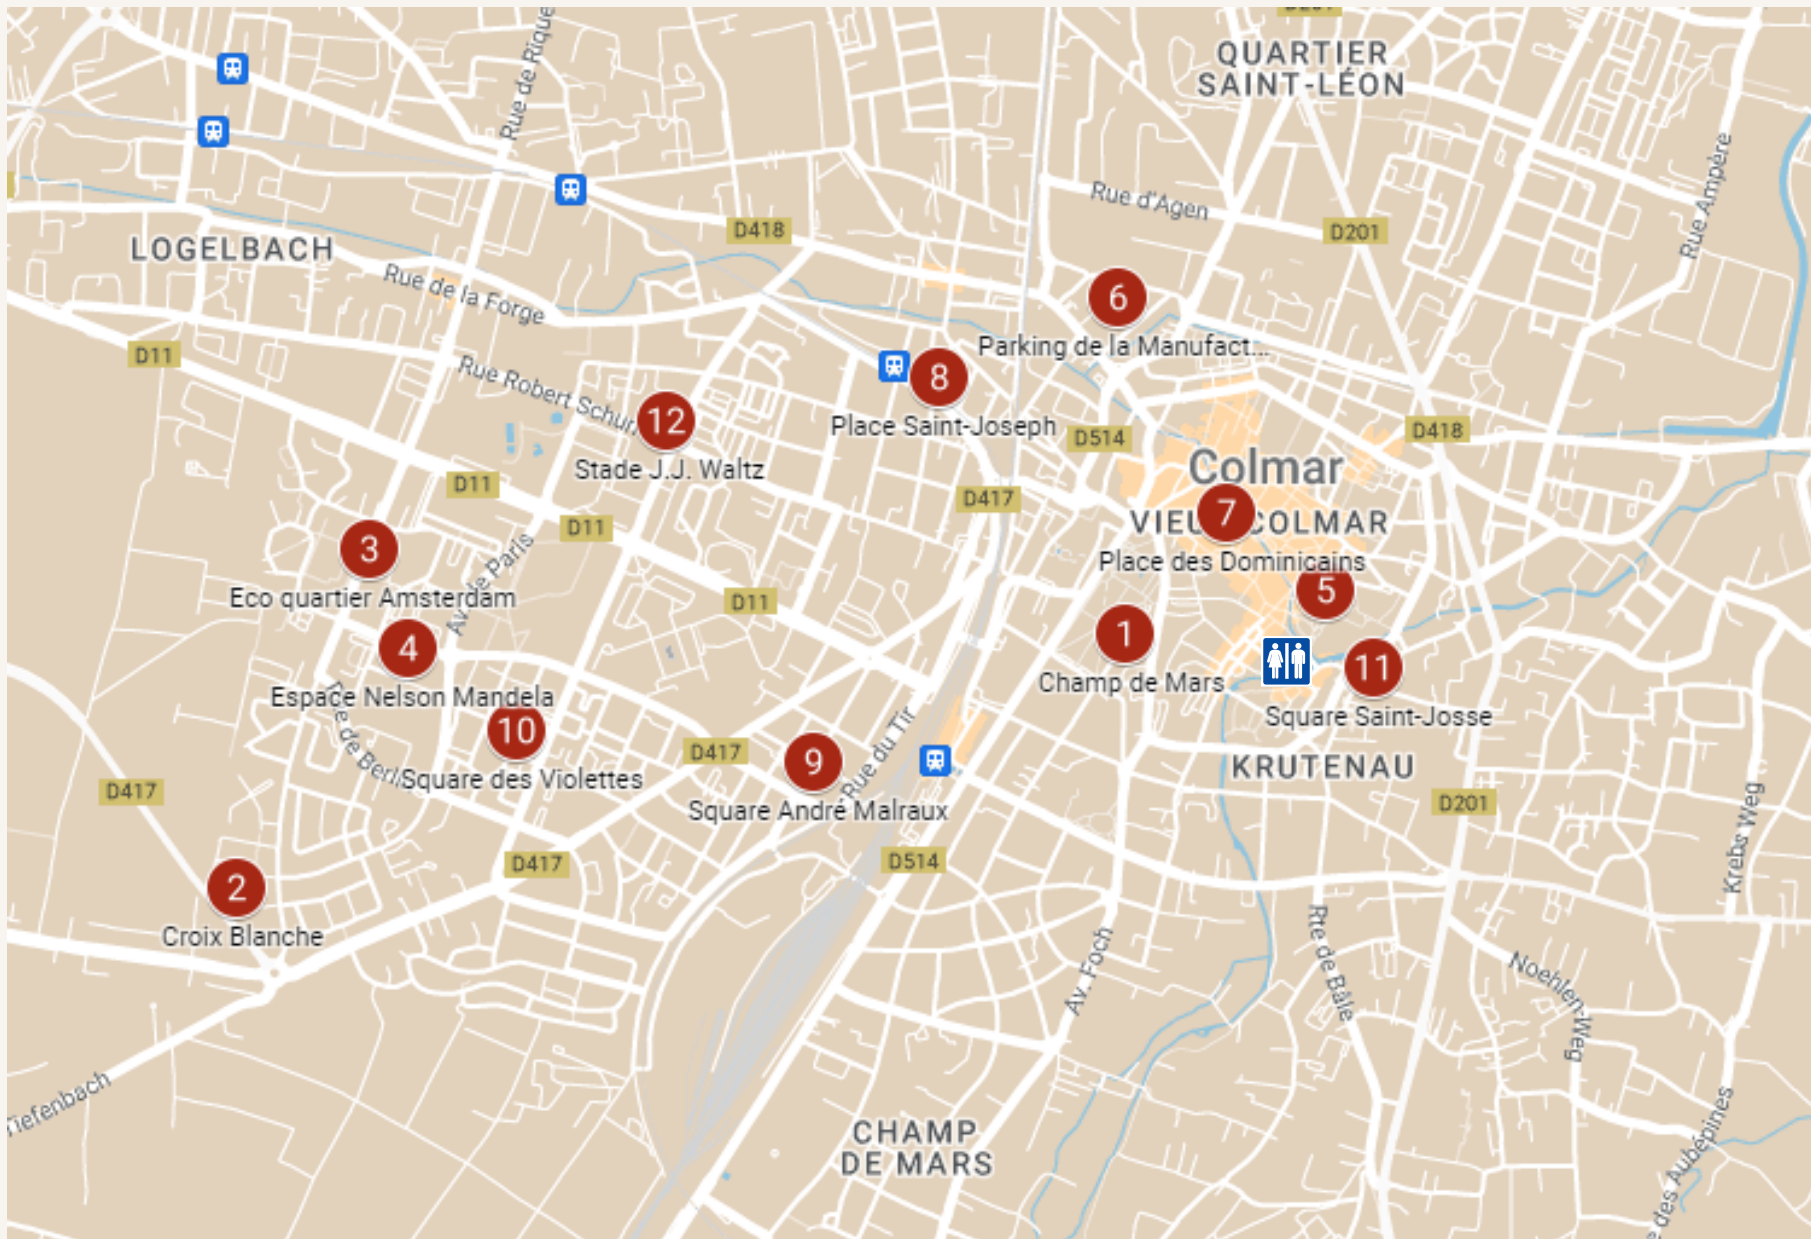 D201
QUARTIER
SAINT-LÉON
Rue de Rique
Rue Ampère
Rue d'Agen
D418
D201
LOGELBACH
Rue de la Forge
6
Parking de la Manufact...
D11
Rue Robert Schum
8
Place Saint-Joseph
12
Stade J.J. Waltz
D514
D418
Colmar
D11
D417
7
VIEUX COLMAR
D11
3
Av. de Paris
Place des Dominicains
Eco quartier Amsterdam
5
D11
1
4
11
Champ de Mars
Espace Nelson Mandela
Square Saint-Josse
10
Rue de Berlin
Square des Violettes
D417
9
Rue du Tir
KRUTENAU
D417
Square André Malraux
D201
Krebs Weg
D417
D514
2
Croix Blanche
Av. Foch
Rte de Bâle
Noehlen-Weg
Tiefenbach
CHAMP
DE MARS
e des Aubépines